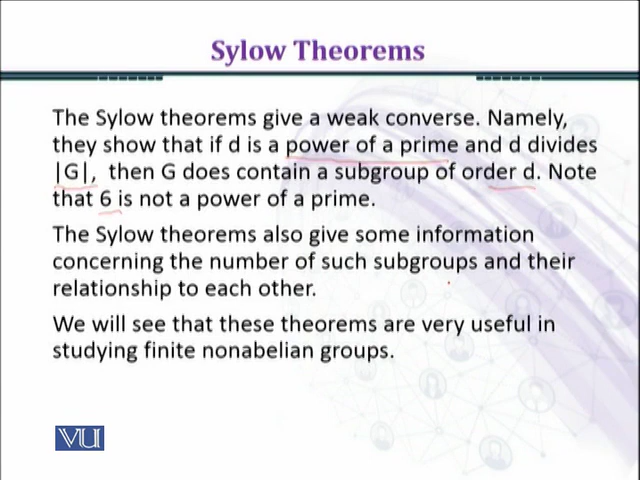 Sylow Theorems
The Sylow theorems give a weak converse. Namely,
they show that if d is a power of a prime and d divides
|G|, then G does contain a subgroup of order d. Note
that 6 is not a power of a prime.
The Sylow theorems also give some information
concerning the number of such subgroups and their
relationship to each other.
We will see that these theorems are very useful in
studying finite nonabelian groups.
VU